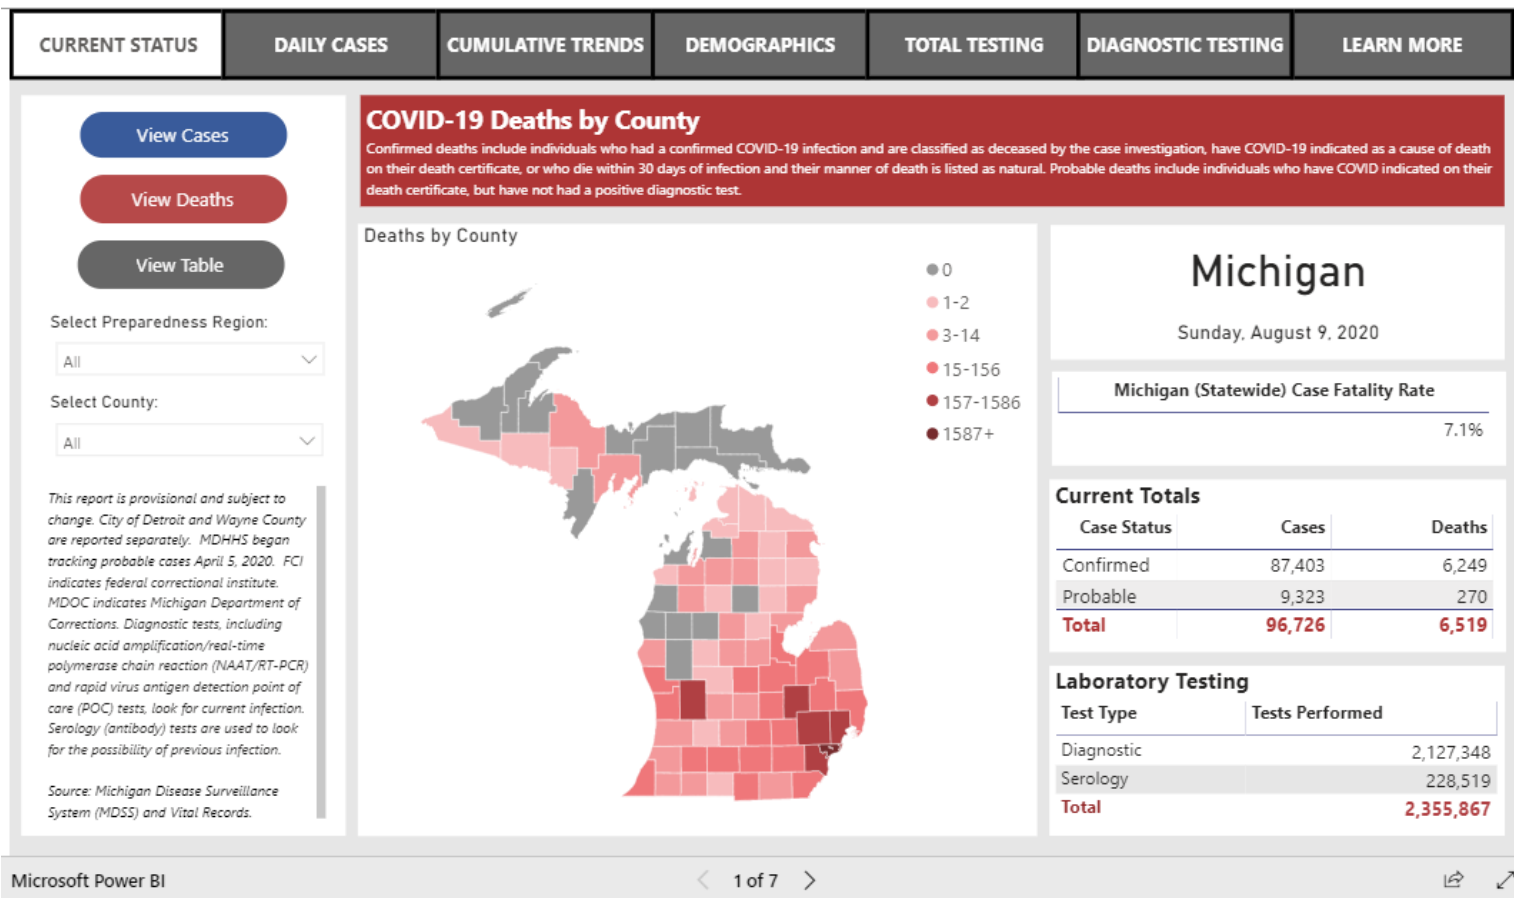 CURRENT STATUS
DAILY CASES
CUMULATIVE TRENDS
DEMOGRAPHICS
TOTAL TESTING
DIAGNOSTIC TESTING
LEARN MORE
View Cases
View Deaths
View Table
Select Preparedness Region:
All
Select County:
All
This report is provisional and subject to
change. City of Detroit and Wayne County
are reported separately. MDHHS began
tracking probable cases April 5, 2020. FCI
indicates federal correctional institute.
MDOC indicates Michigan Department of
Corrections. Diagnostic tests, including
nucleic acid amplification/real-time
polymerase chain reaction (NAAT/RT-PCR)
and rapid virus antigen detection point of
care (POC) tests, look for current infection.
Serology (antibody) tests are used to look
for the possibility of previous infection.
Source: Michigan Disease Surveillance
System (MDSS) and Vital Records.
COVID-19 Deaths by County
Confirmed deaths include individuals who had a confirmed COVID-19 infection and are classified as deceased by the case investigation, have COVID-19 indicated as a cause of death
on their death certificate, or who die within 30 days of infection and their manner of death is listed as natural. Probable deaths include individuals who have COVID indicated on their
death certificate, but have not had a positive diagnostic test.
Deaths by County
0
1-2
3-14
15-156
157-1586
1587+
Michigan
Sunday, August 9, 2020
Michigan (Statewide) Case Fatality Rate
7.1%
Current Totals
Case Status Cases Deaths
Confirmed 87,403 6,249
Probable 9,323 270
Total 96,726 6,519
Laboratory Testing
Test Type Tests Performed
Diagnostic 2,127,348
Serology 228,519
Total 2,355,867
Microsoft Power BI
1 of 7